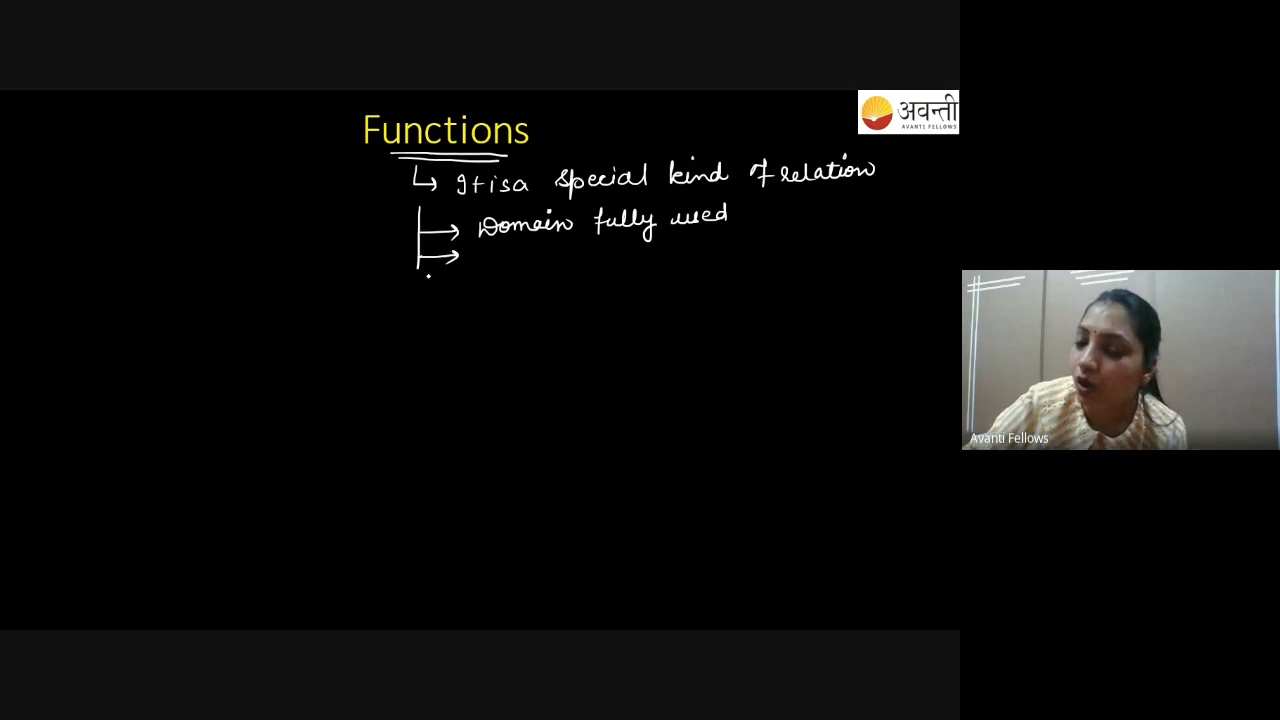 Functions
अवन्ती
AVANTI FELLOWS
It is a special kind of relation
Domain fully used
Avanti Fellows